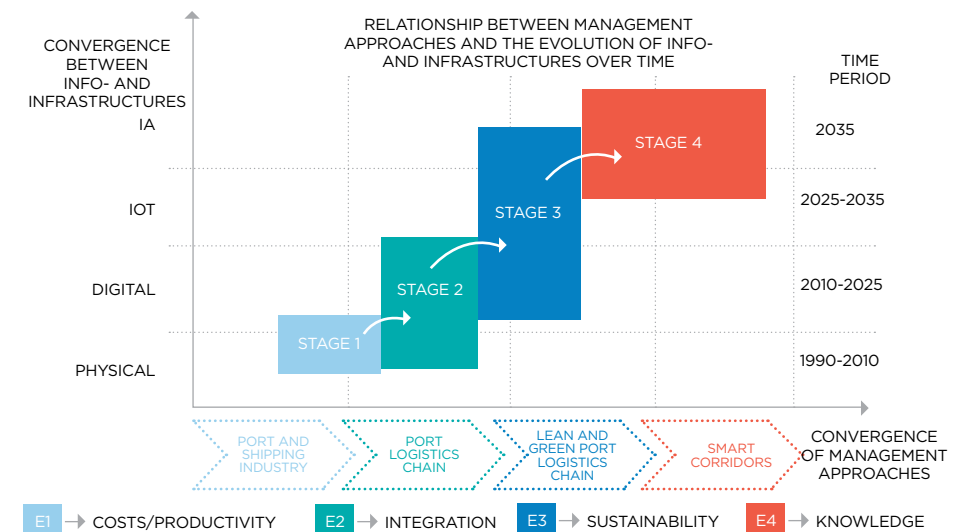 RELATIONSHIP BETWEEN MANAGEMENT
APPROACHES AND THE EVOLUTION OF INFO-
AND INFRASTRUCTURES OVER TIME
CONVERGENCE
BETWEEN
INFO- AND
INFRASTRUCTURES
TIME
PERIOD
IA
2035
STAGE 4
IOT
2025-2035
STAGE 3
DIGITAL
2010-2025
STAGE 2
STAGE 1
PHYSICAL
1990-2010
PORT AND
SHIPPING
INDUSTRY
PORT
LOGISTICS
CHAIN
LEAN AND
GREEN PORT
LOGISTICS
CHAIN
SMART
CORRIDORS
CONVERGENCE
OF MANAGEMENT
APPROACHES
E1 COSTS/PRODUCTIVITY
E2 INTEGRATION
E3 SUSTAINABILITY
E4 KNOWLEDGE